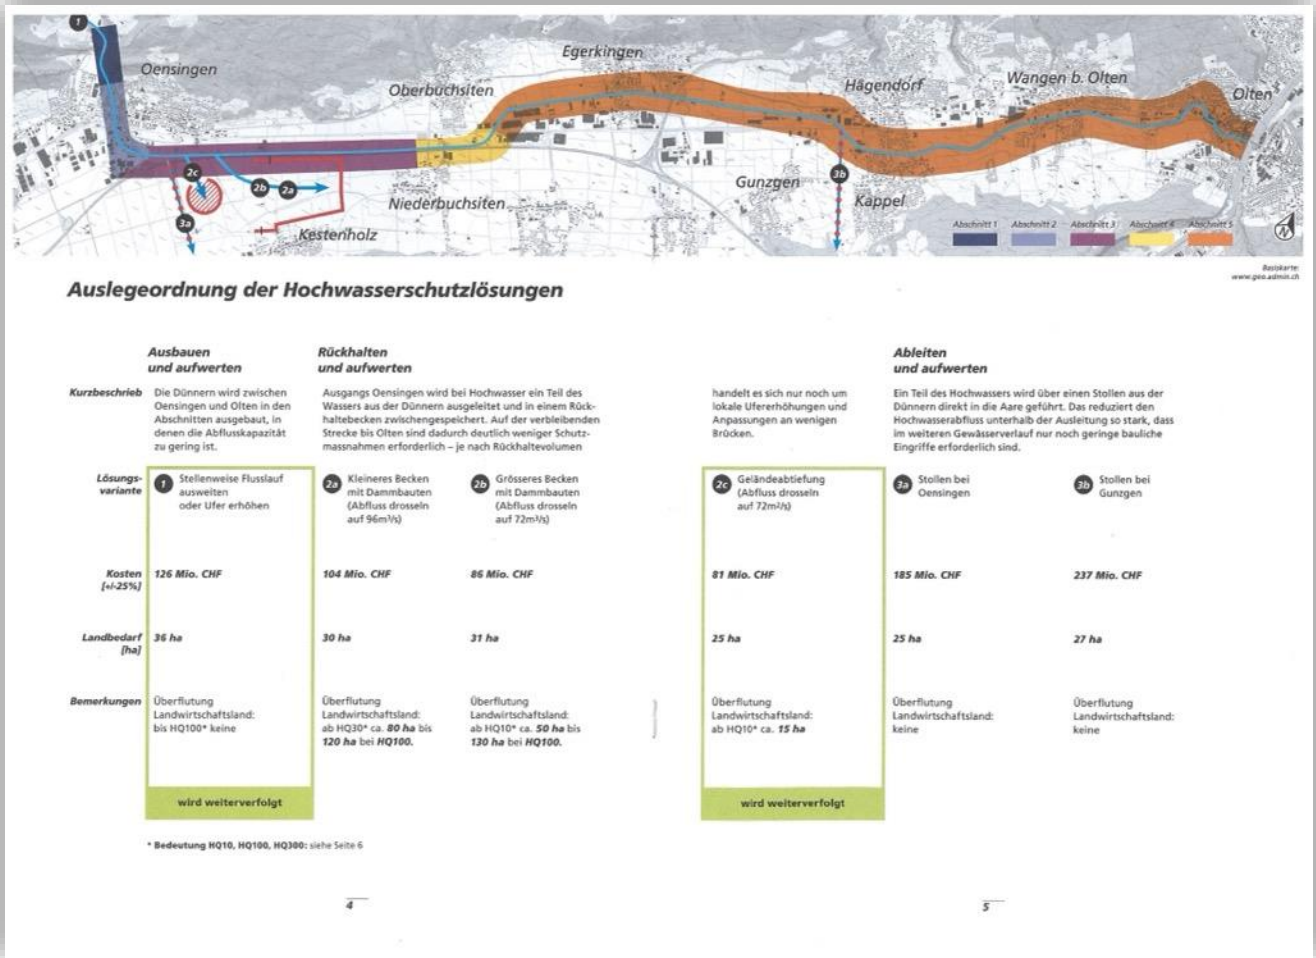 1
Oensingen
Oberbuchsiten
Egerkingen
Hägendorf
Wangen b. Olten
Olten
2c
2b
2a
3a
Niederbuchsiten
Kestenholz
Gunzgen
3b
Kappel
Abschnitt 1
Abschnitt 2
Abschnitt 3
Abschnitt 4
Abschnitt 5
N
Basiskarte:
www.geo.admin.ch
Auslegeordnung der Hochwasserschutzlösungen
Ausbauen
und aufwerten
Rückhalten
und aufwerten
Ableiten
und aufwerten
Kurzbeschrieb
Die Dünnern wird zwischen
Oensingen und Olten in den
Abschnitten ausgebaut, in
denen die Abflusskapazität
zu gering ist.
Ausgangs Oensingen wird bei Hochwasser ein Teil des
Wassers aus der Dünnern ausgeleitet und in einem Rück-
haltebecken zwischengespeichert. Auf der verbleibenden
Strecke bis Olten sind dadurch deutlich weniger Schutz-
massnahmen erforderlich – je nach Rückhaltevolumen
handelt es sich nur noch um
lokale Ufererhöhungen und
Anpassungen an wenigen
Brücken.
Ein Teil des Hochwassers wird über einen Stollen aus der
Dünnern direkt in die Aare geführt. Das reduziert den
Hochwasserabfluss unterhalb der Ausleitung so stark, dass
im weiteren Gewässerverlauf nur noch geringe bauliche
Eingriffe erforderlich sind.
Lösungs-
variante
1 Stellenweise Flusslauf
ausweiten
oder Ufer erhöhen
2a Kleineres Becken
mit Dammbauten
(Abfluss drosseln
auf 96m³/s)
2b Grösseres Becken
mit Dammbauten
(Abfluss drosseln
auf 72m³/s)
2c Geländeabtiefung
(Abfluss drosseln
auf 72m³/s)
3a Stollen bei
Oensingen
3b Stollen bei
Gunzgen
Kosten
[+/-25%]
126 Mio. CHF
104 Mio. CHF
86 Mio. CHF
81 Mio. CHF
185 Mio. CHF
237 Mio. CHF
Landbedarf
[ha]
36 ha
30 ha
31 ha
25 ha
25 ha
27 ha
Bemerkungen
Überflutung
Landwirtschaftsland:
bis HQ100* keine
Überflutung
Landwirtschaftsland:
ab HQ30* ca. 80 ha bis
120 ha bei HQ100.
Überflutung
Landwirtschaftsland:
ab HQ10* ca. 50 ha bis
130 ha bei HQ100.
Überflutung
Landwirtschaftsland:
ab HQ10* ca. 15 ha
Überflutung
Landwirtschaftsland:
keine
Überflutung
Landwirtschaftsland:
keine
wird weiterverfolgt
wird weiterverfolgt
* Bedeutung HQ10, HQ100, HQ300: siehe Seite 6
4
5